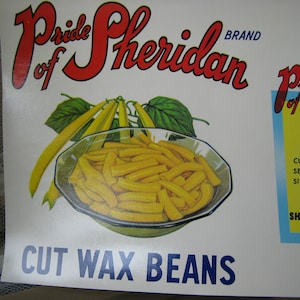 Pride
of Sheridan BRAND
CUT WAX BEANS